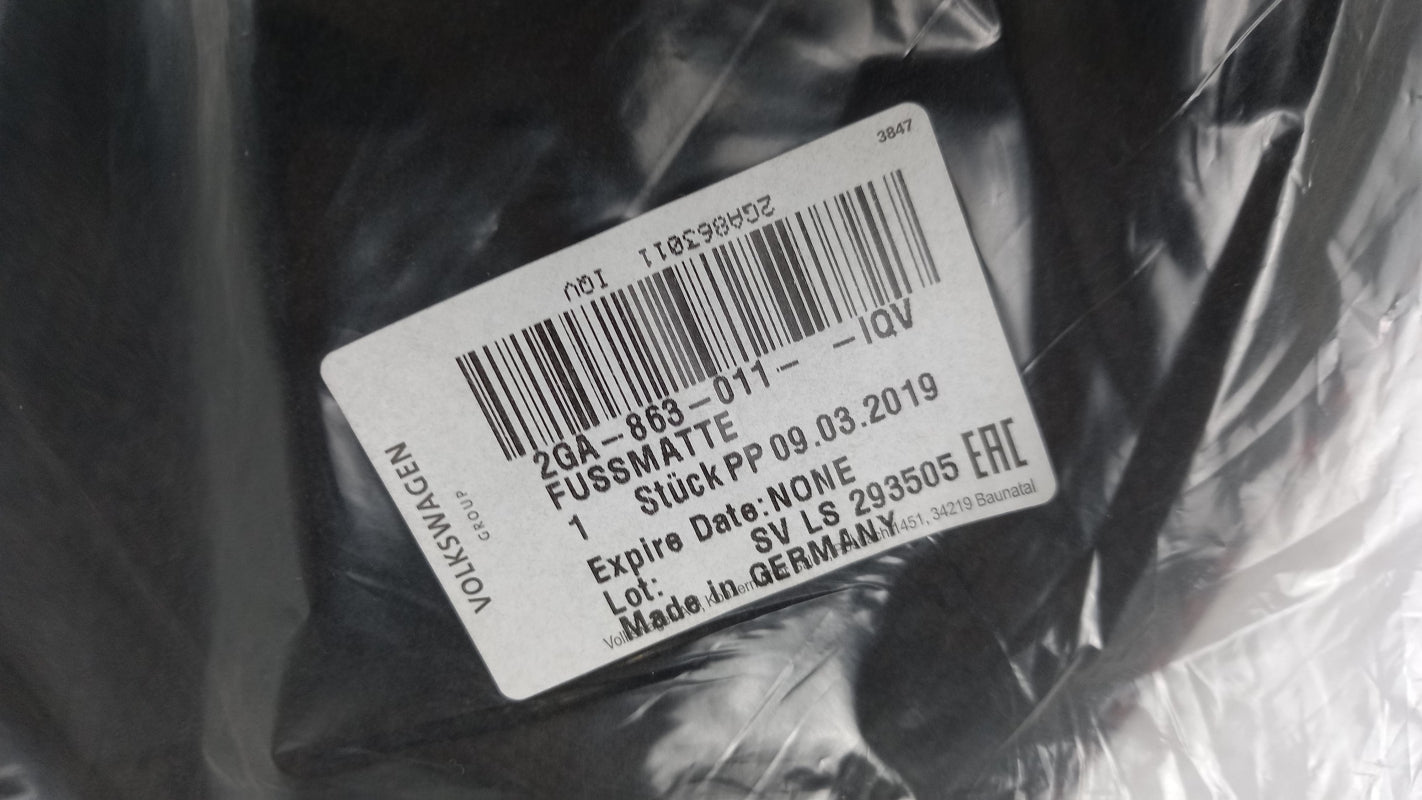 3847
2GA863011 IQV
2GA-863-011- -IQV
FUSSMATTE
1 Stück PP 09.03.2019
Expire Date:NONE
Lot: SV LS 293505 EAC
Made in GERMANY
1451, 34219 Baunatal
VOLKSWAGEN
GROUP